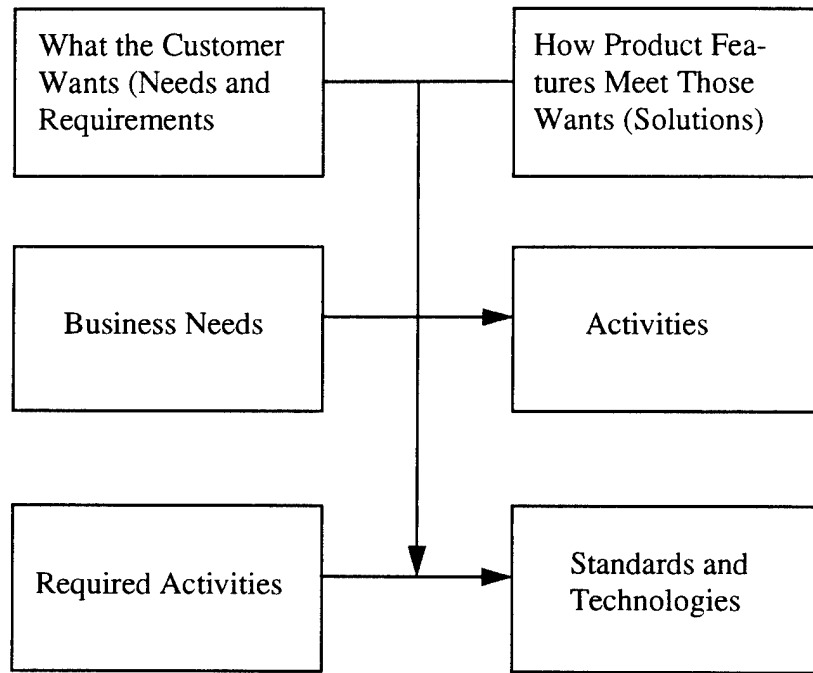 What the Customer
Wants (Needs and
Requirements
How Product Fea-
tures Meet Those
Wants (Solutions)
Business Needs
Activities
Required Activities
Standards and
Technologies